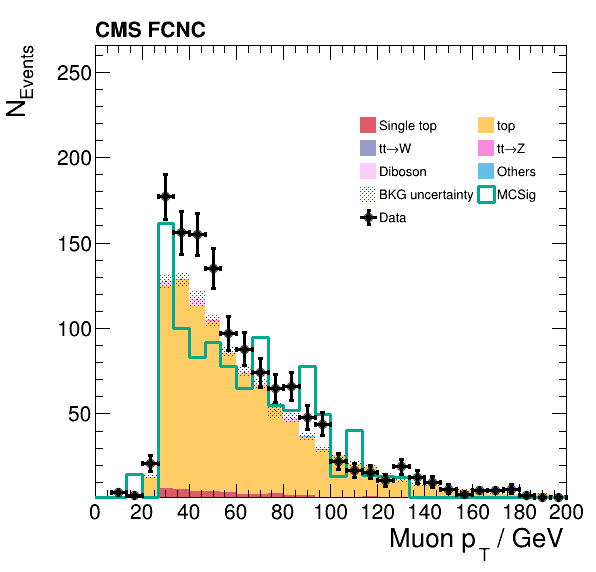 CMS FCNC
N_Events
250
200
150
100
50
Single top
top
tt→W
tt→Z
Diboson
Others
BKG uncertainty
MCSig
Data
0 20 40 60 80 100 120 140 160 180 200
Muon p_T / GeV